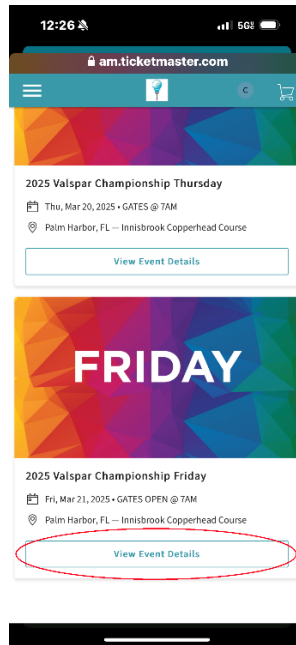 12:26
5G
am.ticketmaster.com
C
2025 Valspar Championship Thursday
Thu, Mar 20, 2025 • GATES @ 7AM
Palm Harbor, FL — Innisbrook Copperhead Course
View Event Details
FRIDAY
2025 Valspar Championship Friday
Fri, Mar 21, 2025 • GATES OPEN @ 7AM
Palm Harbor, FL — Innisbrook Copperhead Course
View Event Details